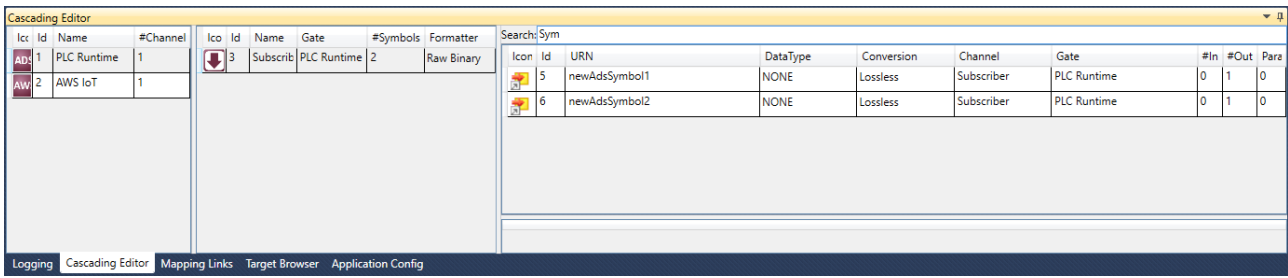 Cascading Editor
Icc Id Name #Channel
ADS 1 PLC Runtime 1
AW 2 AWS IoT 1
Ico Id Name Gate #Symbols Formatter
3 Subscrib PLC Runtime 2 Raw Binary
Search: Sym
Icon Id URN DataType Conversion Channel Gate #In #Out Para
5 newAdsSymbol1 NONE Lossless Subscriber PLC Runtime 0 1 0
6 newAdsSymbol2 NONE Lossless Subscriber PLC Runtime 0 1 0
Logging Cascading Editor Mapping Links Target Browser Application Config